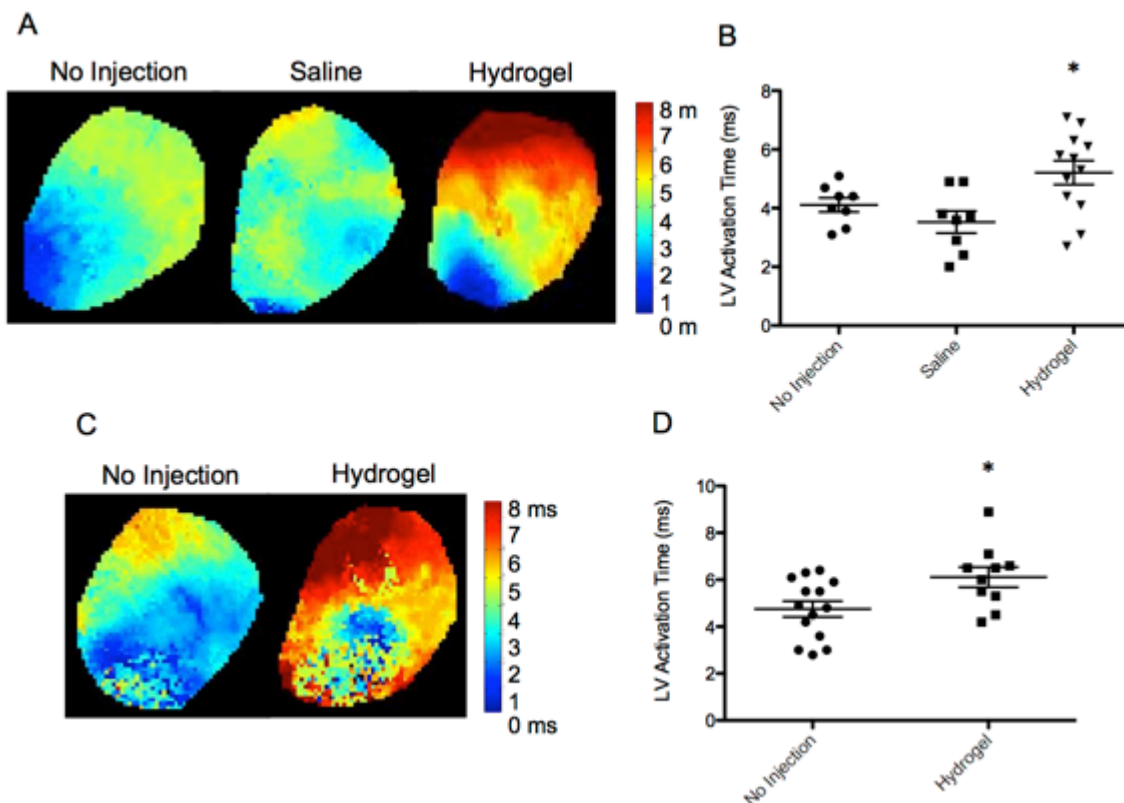 A
No Injection Saline Hydrogel
8 m
7
6
5
4
3
2
1
0 m
B
*
LV Activation Time (ms)
8
6
4
2
0
No Injection
Saline
Hydrogel
C
No Injection Hydrogel
8 ms
7
6
5
4
3
2
1
0 ms
D
*
LV Activation Time (ms)
10
8
6
4
2
0
No Injection
Hydrogel